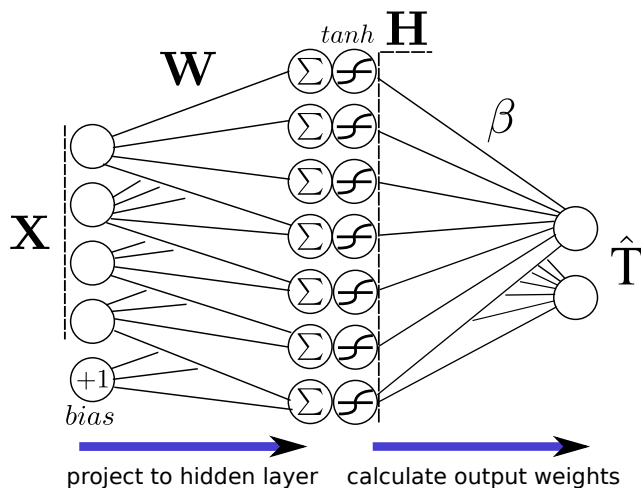 tanh H
W
Σ
Σ
β
Σ
X
Σ
T̂
Σ
Σ
+1
Σ
bias
project to hidden layer
calculate output weights